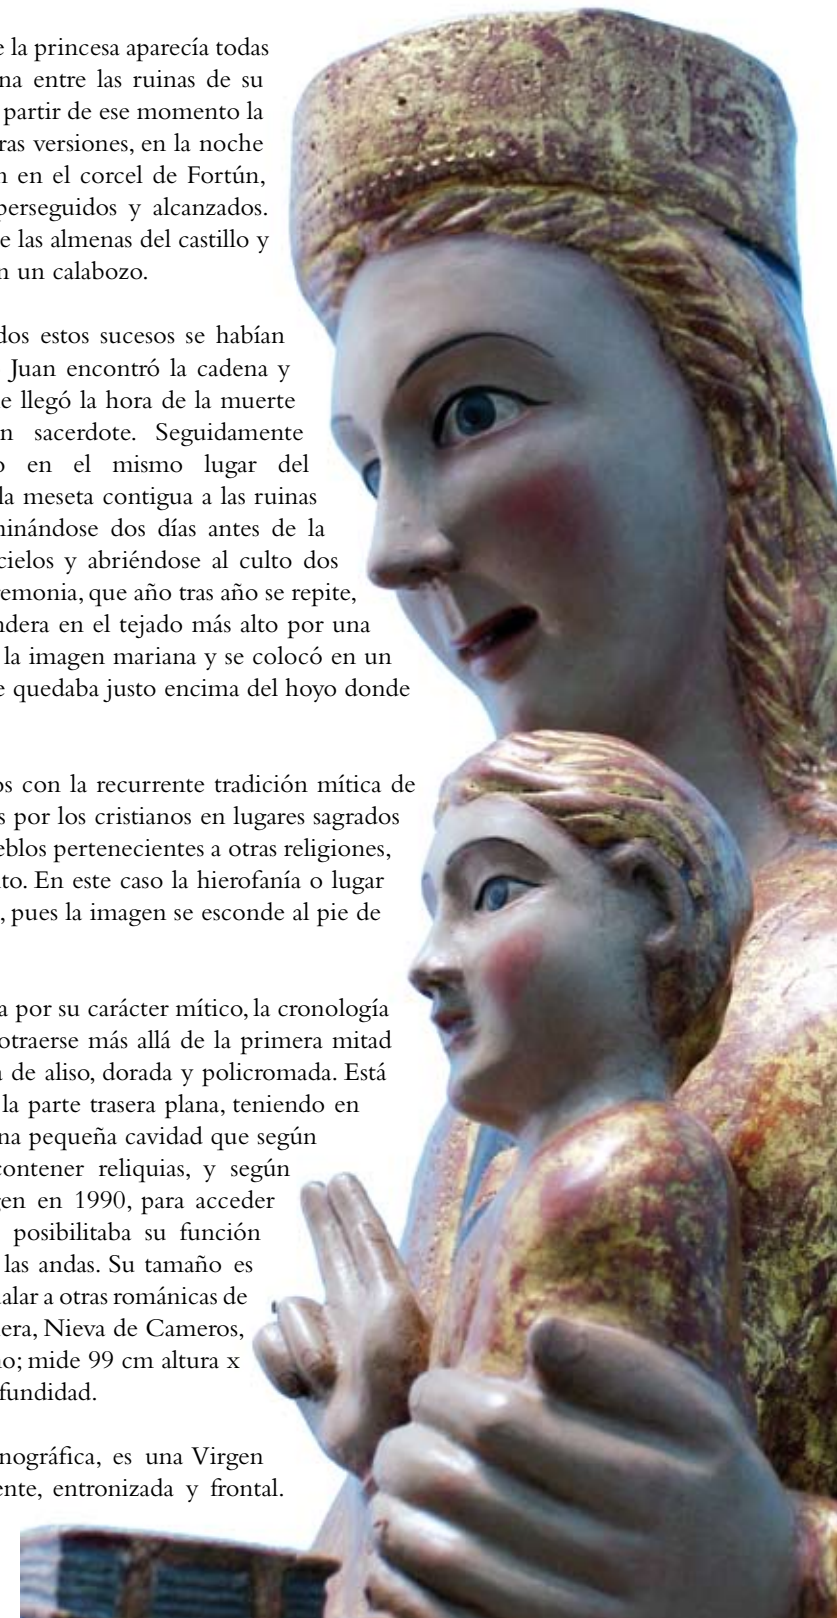 e la princesa aparecía todas
na entre las ruinas de su
partir de ese momento la
ras versiones, en la noche
n en el corcel de Fortún,
perseguidos y alcanzados.
e las almenas del castillo y
n un calabozo.
dos estos sucesos se habían
Juan encontró la cadena y
e llegó la hora de la muerte
n sacerdote. Seguidamente
o en el mismo lugar del
la meseta contigua a las ruinas
ninándose dos días antes de la
cielos y abriéndose al culto dos
remonia, que año tras año se repite,
ndera en el tejado más alto por una
la imagen mariana y se colocó en un
e quedaba justo encima del hoyo donde
os con la recurrente tradición mítica de
s por los cristianos en lugares sagrados
eblos pertenecientes a otras religiones,
to. En este caso la hierofanía o lugar
, pues la imagen se esconde al pie de
a por su carácter mítico, la cronología
otraerse más allá de la primera mitad
a de aliso, dorada y policromada. Está
la parte trasera plana, teniendo en
na pequeña cavidad que según
contener reliquias, y según
gen en 1990, para acceder
posibilitaba su función
las andas. Su tamaño es
alar a otras románicas de
era, Nieva de Cameros,
no; mide 99 cm altura x
fundidad.
nográfica, es una Virgen
ente, entronizada y frontal.